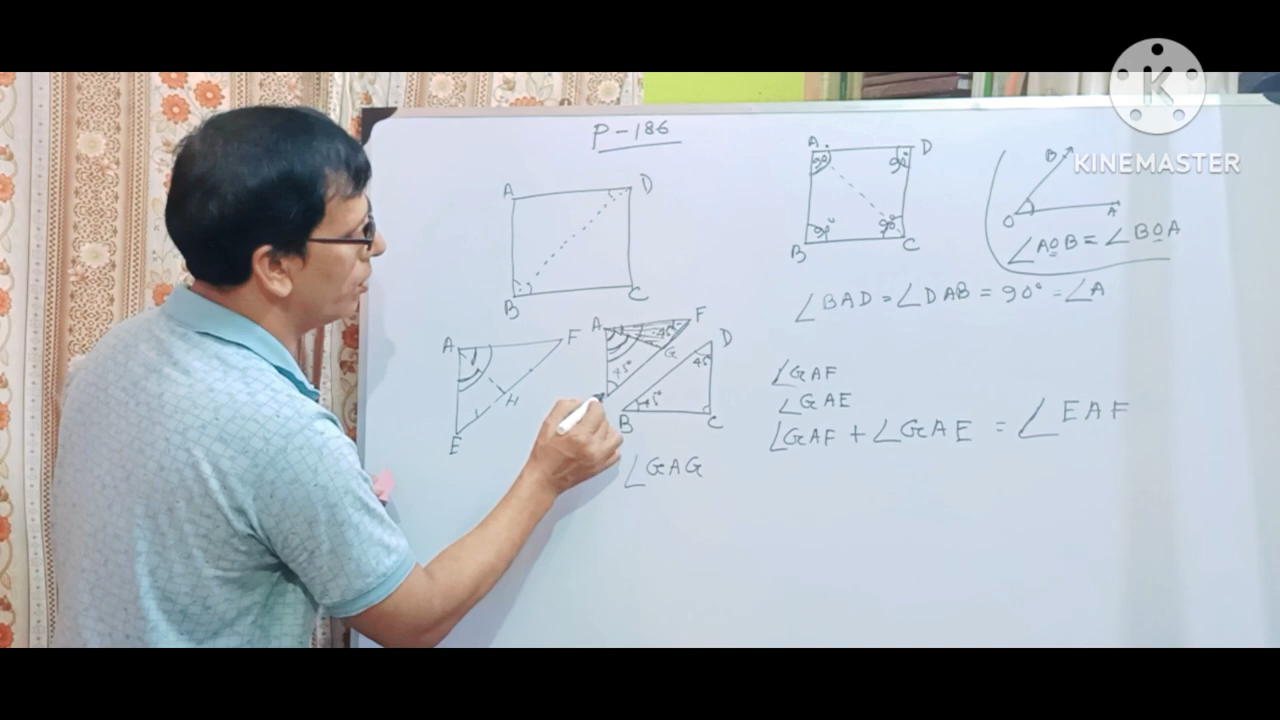 P-186
A D
B C
A D
90° 90°
90° 90°
B C
B
O A
∠AOB = ∠BOA
∠BAD = ∠DAB = 90° = ∠A
A F
H
E
A F
45°
G
45°
D
45°
45°
B C
∠GAF
∠GAE
∠GAF + ∠GAE = ∠EAF
∠GAG
K
KINEMASTER